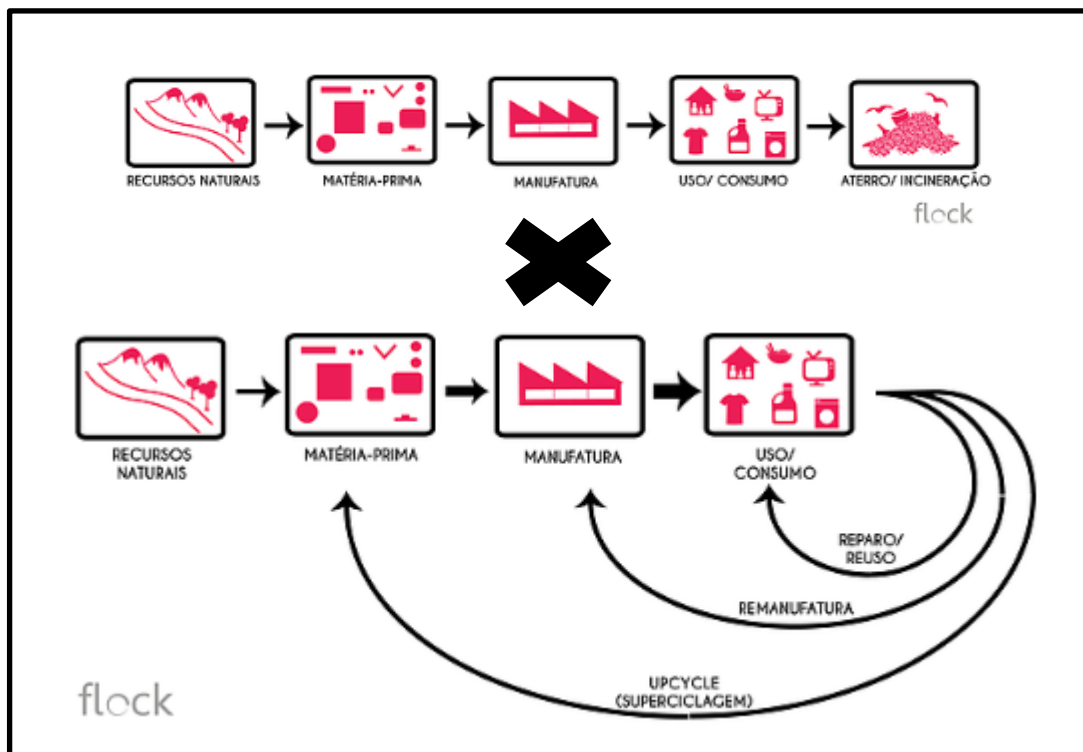 RECURSOS NATURAIS
MATÉRIA-PRIMA
MANUFATURA
USO/ CONSUMO
ATERRO/ INCINERAÇÃO
flock
RECURSOS
NATURAIS
MATÉRIA-PRIMA
MANUFATURA
USO/
CONSUMO
REPARO/
REUSO
REMANUFATURA
UPCYCLE
(SUPERCICLAGEM)
flock